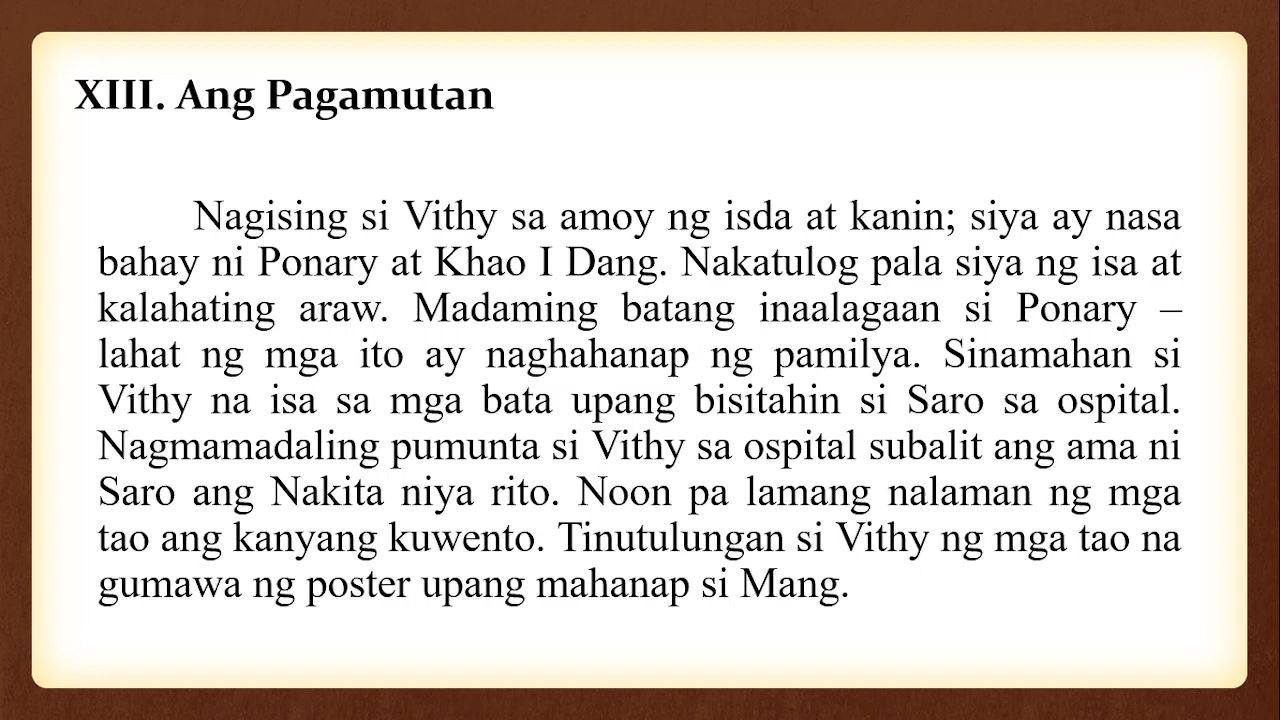 XIII. Ang Pagamutan
Nagising si Vithy sa amoy ng isda at kanin; siya ay nasa
bahay ni Ponary at Khao I Dang. Nakatulog pala siya ng isa at
kalahating araw. Madaming batang inaalagaan si Ponary –
lahat ng mga ito ay naghahanap ng pamilya. Sinamahan si
Vithy na isa sa mga bata upang bisitahin si Saro sa ospital.
Nagmamadaling pumunta si Vithy sa ospital subalit ang ama ni
Saro ang Nakita niya rito. Noon pa lamang nalaman ng mga
tao ang kanyang kuwento. Tinutulungan si Vithy ng mga tao na
gumawa ng poster upang mahanap si Mang.